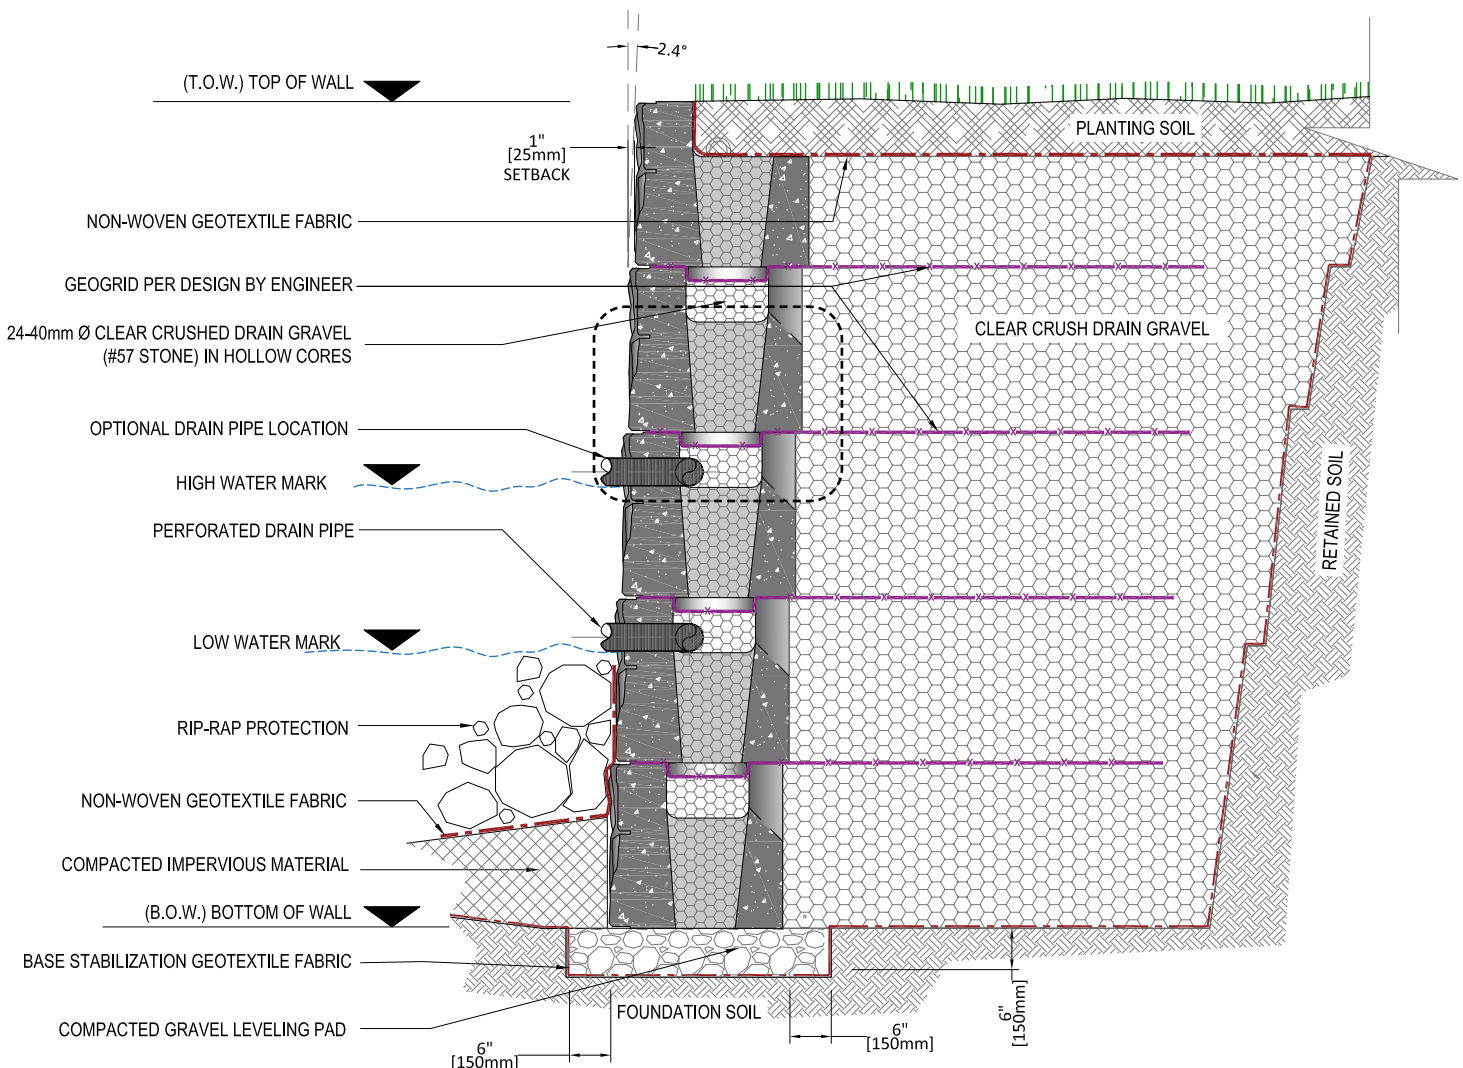 2.4°
(T.O.W.) TOP OF WALL
PLANTING SOIL
1"
[25mm]
SETBACK
NON-WOVEN GEOTEXTILE FABRIC
GEOGRID PER DESIGN BY ENGINEER
24-40mm Ø CLEAR CRUSHED DRAIN GRAVEL
(#57 STONE) IN HOLLOW CORES
CLEAR CRUSH DRAIN GRAVEL
OPTIONAL DRAIN PIPE LOCATION
HIGH WATER MARK
RETAINED SOIL
PERFORATED DRAIN PIPE
LOW WATER MARK
RIP-RAP PROTECTION
NON-WOVEN GEOTEXTILE FABRIC
COMPACTED IMPERVIOUS MATERIAL
(B.O.W.) BOTTOM OF WALL
BASE STABILIZATION GEOTEXTILE FABRIC
FOUNDATION SOIL
COMPACTED GRAVEL LEVELING PAD
6"
[150mm]
6"
[150mm]
6"
[150mm]